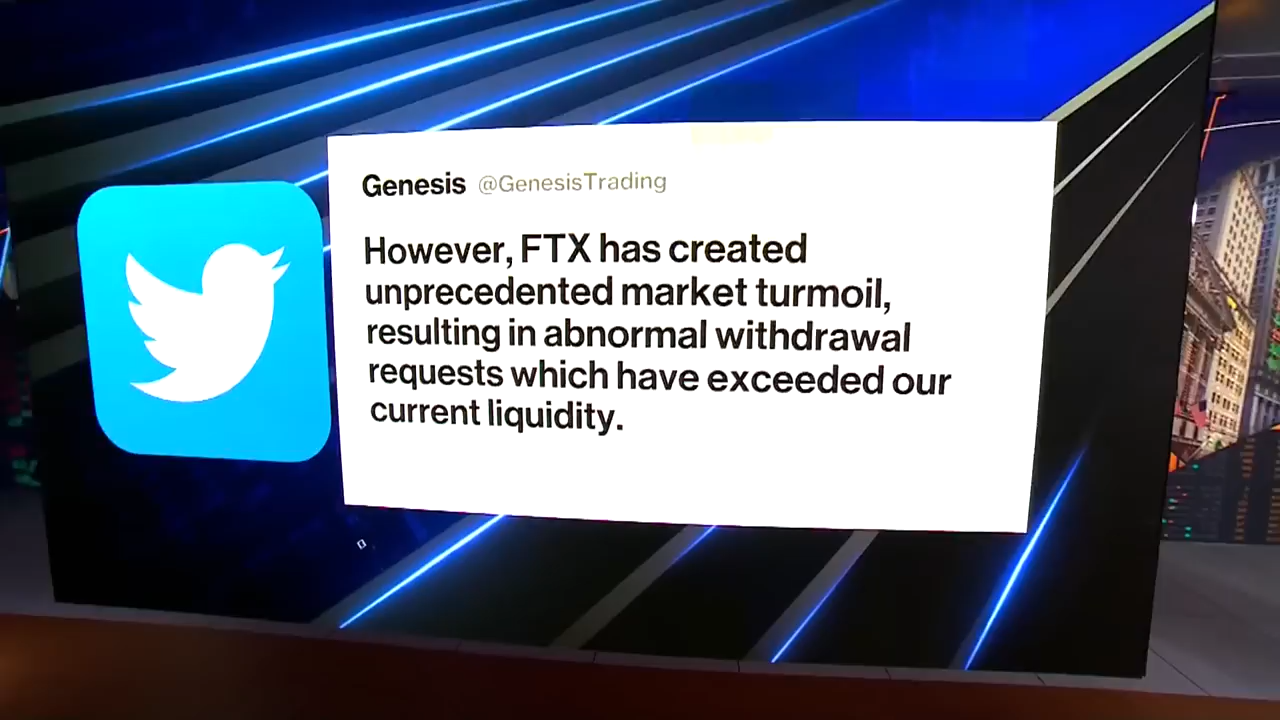 Genesis @GenesisTrading
However, FTX has created
unprecedented market turmoil,
resulting in abnormal withdrawal
requests which have exceeded our
current liquidity.